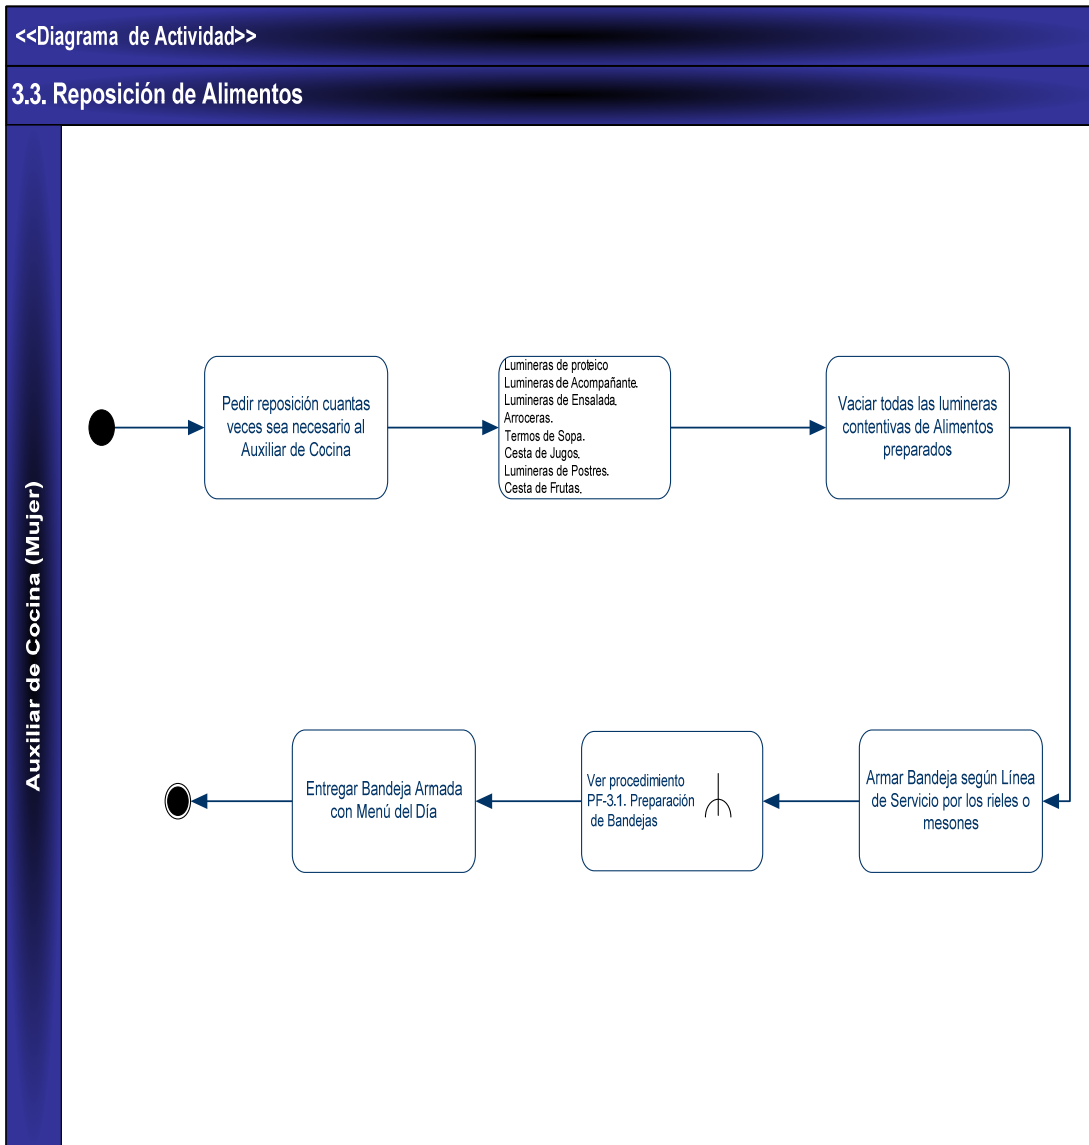 <<Diagrama de Actividad>>
3.3. Reposición de Alimentos
Auxiliar de Cocina (Mujer)
Pedir reposición cuantas
veces sea necesario al
Auxiliar de Cocina
Lumineras de proteico
Lumineras de Acompañante.
Lumineras de Ensalada.
Arroceras.
Termos de Sopa.
Cesta de Jugos.
Lumineras de Postres.
Cesta de Frutas.
Vaciar todas las lumineras
contentivas de Alimentos
preparados
Armar Bandeja según Línea
de Servicio por los rieles o
mesones
Ver procedimiento
PF-3.1. Preparación
de Bandejas
Entregar Bandeja Armada
con Menú del Día